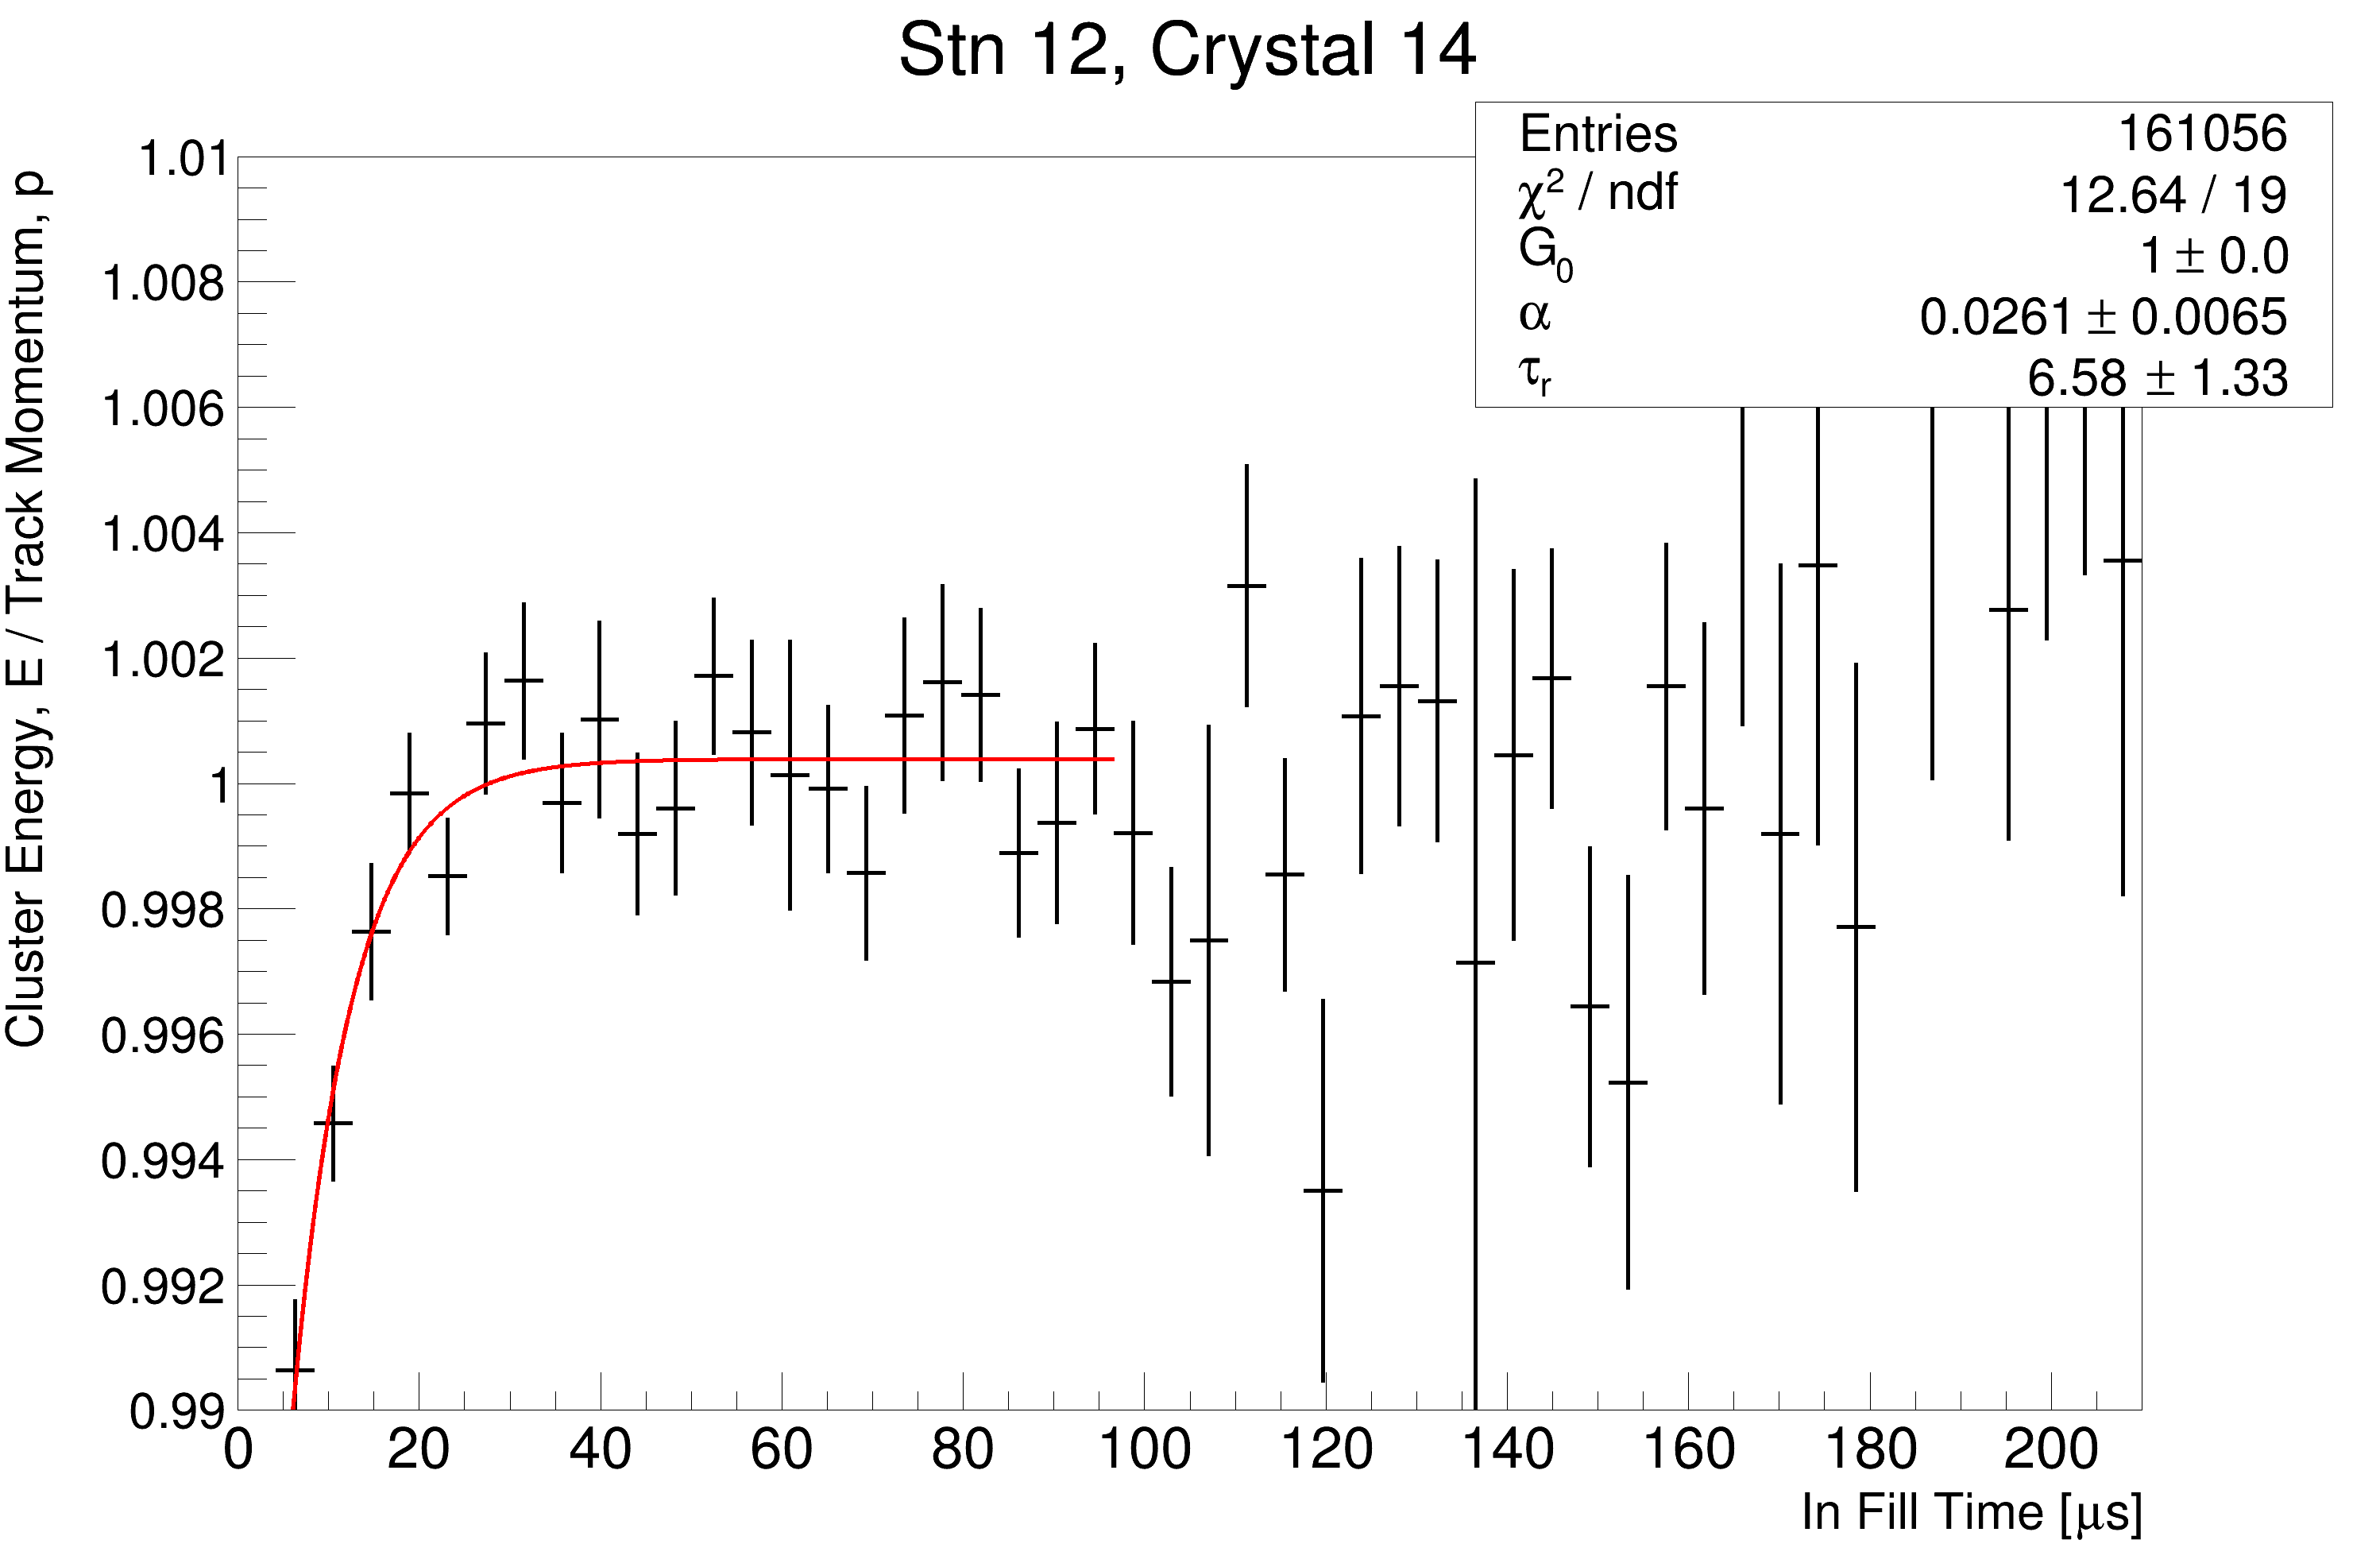 Stn 12, Crystal 14
Entries 161056
χ² / ndf 12.64 / 19
G₀ 1 ± 0.0
α 0.0261 ± 0.0065
τᵣ 6.58 ± 1.33
Cluster Energy, E / Track Momentum, p
1.01
1.008
1.006
1.004
1.002
1
0.998
0.996
0.994
0.992
0.99
0 20 40 60 80 100 120 140 160 180 200
In Fill Time [μs]